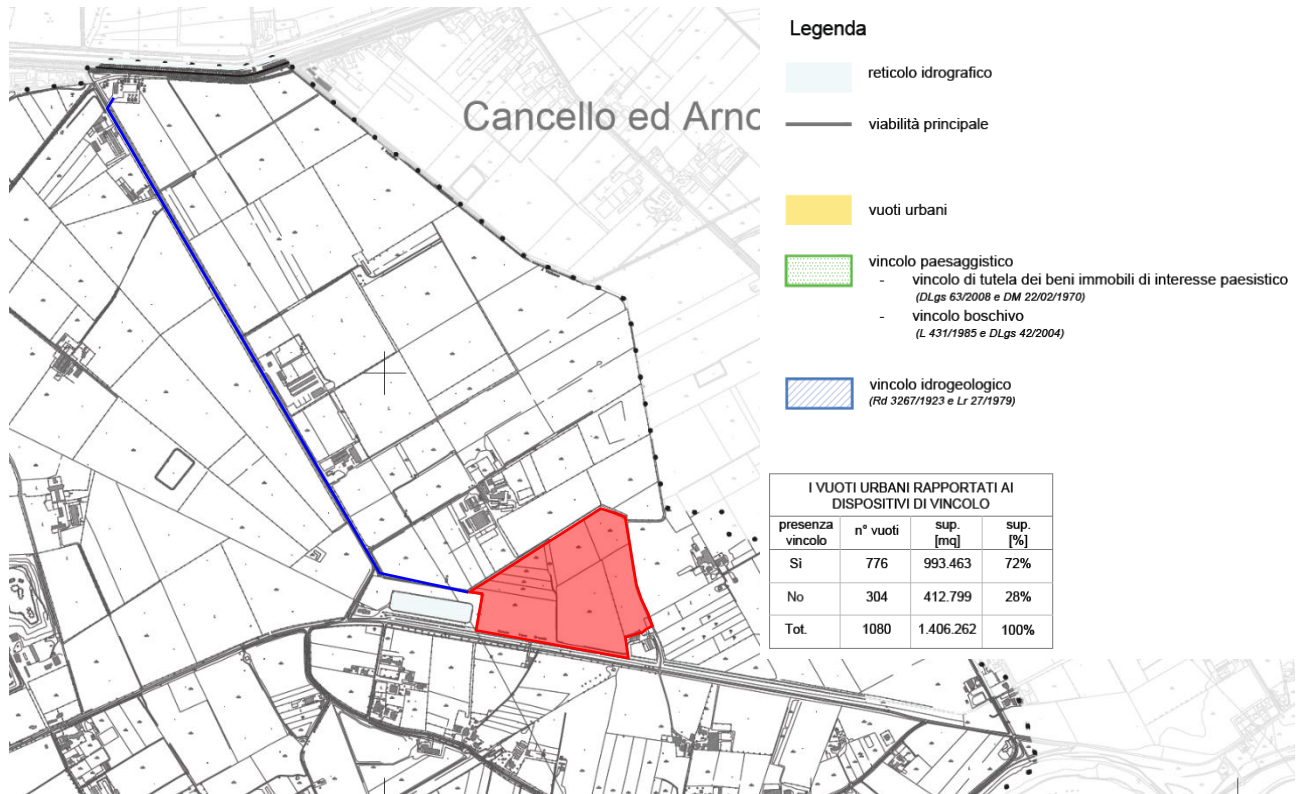 Cancello ed Arno
Legenda
reticolo idrografico
viabilità principale
vuoti urbani
vincolo paesaggistico
- vincolo di tutela dei beni immobili di interesse paesistico
(DLgs 63/2008 e DM 22/02/1970)
- vincolo boschivo
(L 431/1985 e DLgs 42/2004)
vincolo idrogeologico
(Rd 3267/1923 e Lr 27/1979)
I VUOTI URBANI RAPPORTATI AI
DISPOSITIVI DI VINCOLO
presenza vincolo n° vuoti sup. [mq] sup. [%]
Sì 776 993.463 72%
No 304 412.799 28%
Tot. 1080 1.406.262 100%